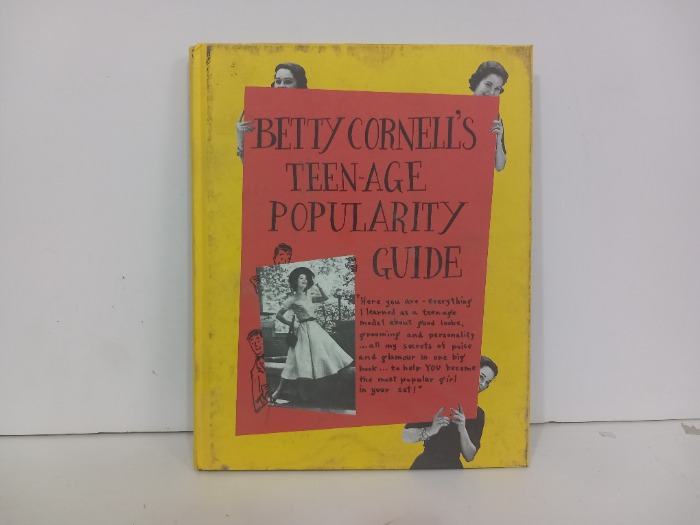 BETTY CORNELL'S
TEEN-AGE
POPULARITY
GUIDE
"Here you are - everything
I learned as a teen-age
model about good looks,
grooming and personality
...all my secrets of poise
and glamour in one big
book... to help YOU become
the most popular girl
in your set!"